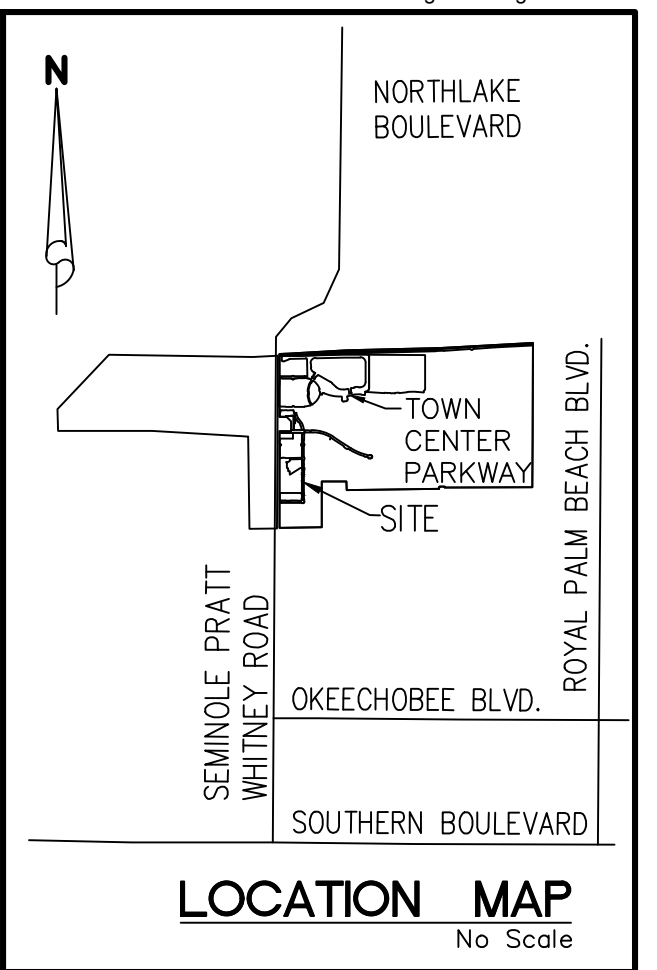 N
NORTHLAKE
BOULEVARD
TOWN
CENTER
PARKWAY
SITE
ROYAL PALM BEACH BLVD.
SEMINOLE PRATT
WHITNEY ROAD
OKEECHOBEE BLVD.
SOUTHERN BOULEVARD
LOCATION MAP
No Scale